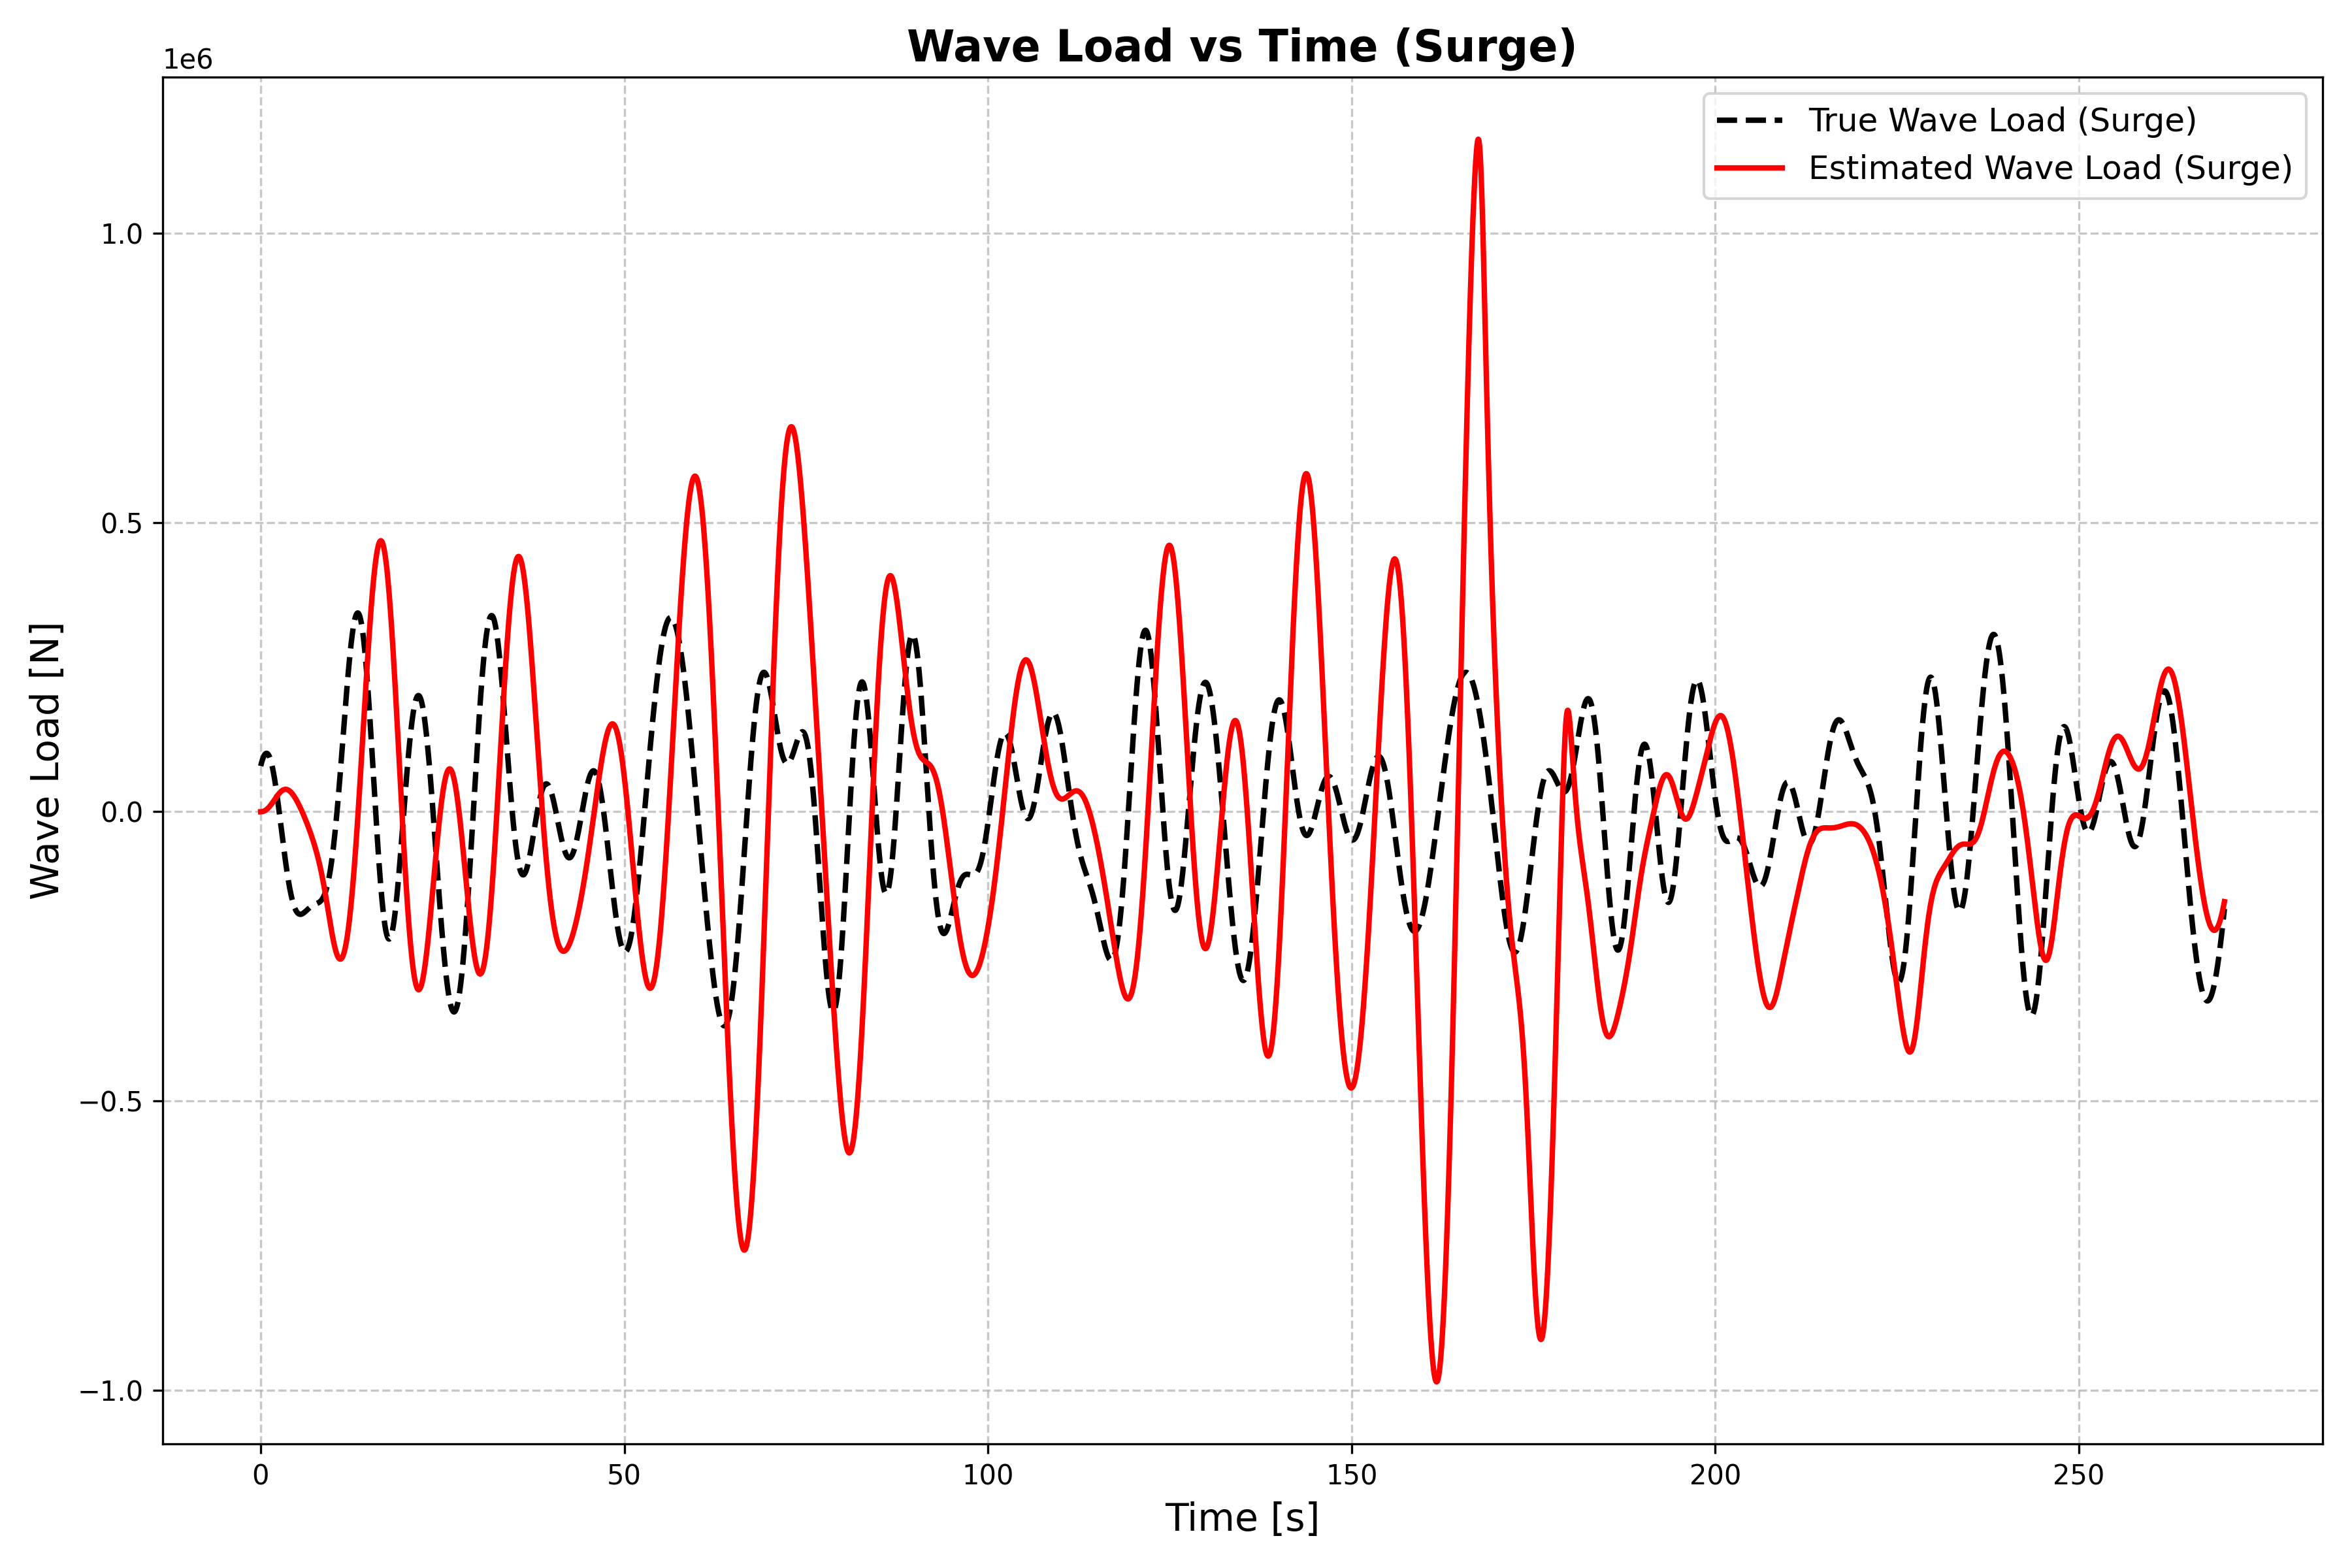 Wave Load vs Time (Surge)
1e6
True Wave Load (Surge)
Estimated Wave Load (Surge)
Wave Load [N]
1.0
0.5
0.0
−0.5
−1.0
0 50 100 150 200 250
Time [s]